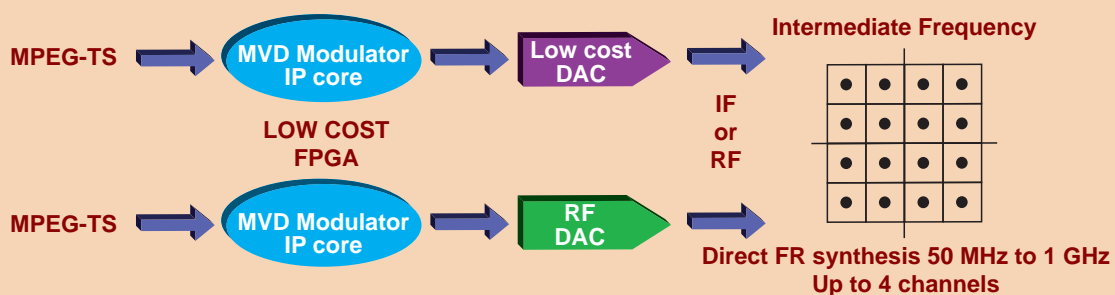 Intermediate Frequency
MPEG-TS
MVD Modulator
IP core
Low cost
DAC
LOW COST
FPGA
IF
or
RF
MPEG-TS
MVD Modulator
IP core
RF
DAC
Direct FR synthesis 50 MHz to 1 GHz
Up to 4 channels